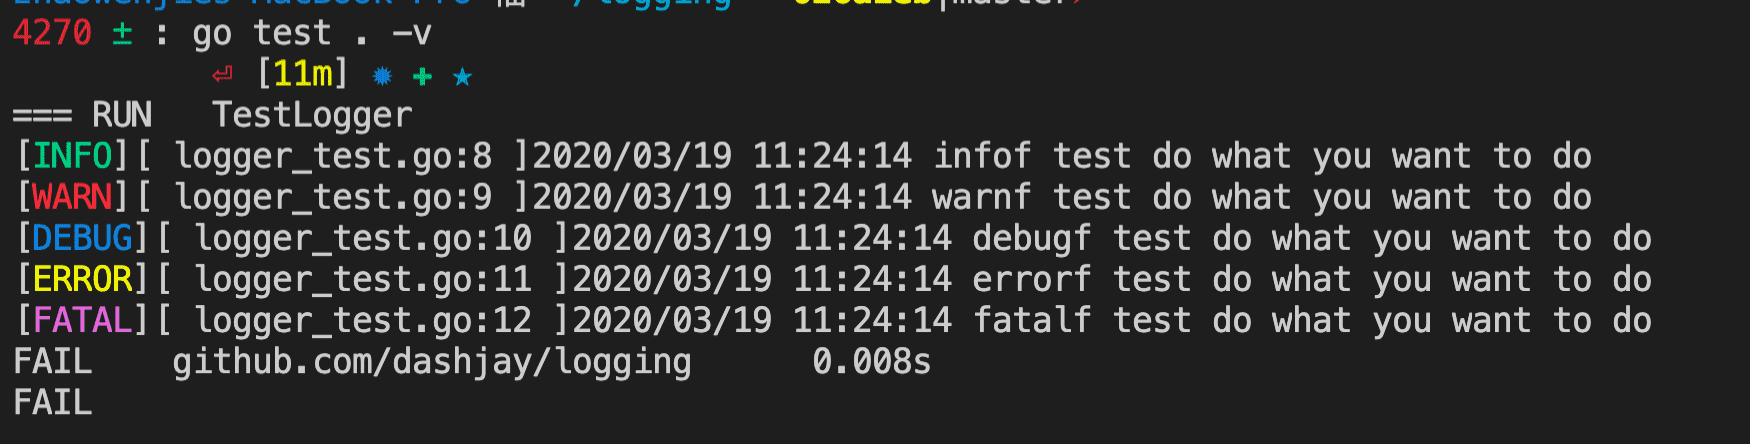 /logging
4270 ± : go test . -v
⏎ [11m] ✹ ✚ ★
=== RUN   TestLogger
[INFO][ logger_test.go:8 ]2020/03/19 11:24:14 infof test do what you want to do
[WARN][ logger_test.go:9 ]2020/03/19 11:24:14 warnf test do what you want to do
[DEBUG][ logger_test.go:10 ]2020/03/19 11:24:14 debugf test do what you want to do
[ERROR][ logger_test.go:11 ]2020/03/19 11:24:14 errorf test do what you want to do
[FATAL][ logger_test.go:12 ]2020/03/19 11:24:14 fatalf test do what you want to do
FAIL    github.com/dashjay/logging      0.008s
FAIL